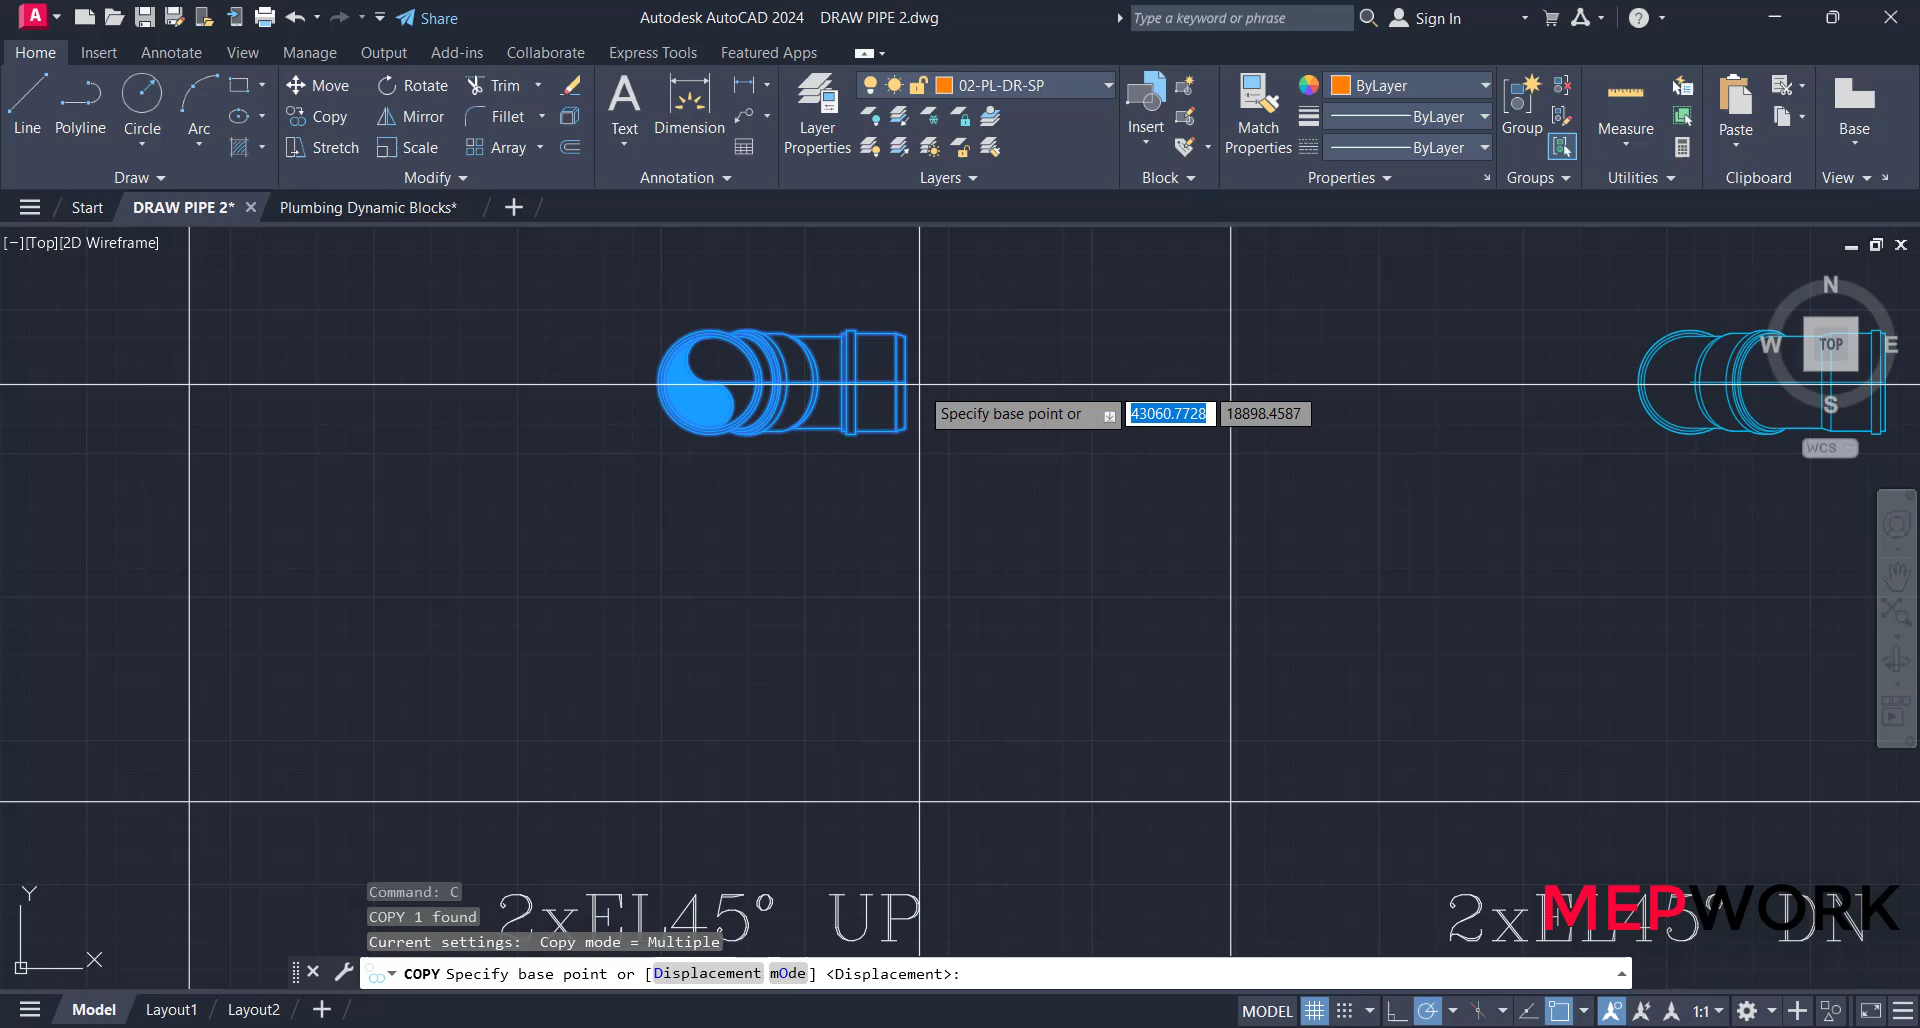 A Share Autodesk AutoCAD 2024 DRAW PIPE 2.dwg Type a keyword or phrase Sign In ?
Home Insert Annotate View Manage Output Add-ins Collaborate Express Tools Featured Apps
Line Polyline Circle Arc
Move Rotate Trim
Copy Mirror Fillet
Stretch Scale Array
Text Dimension
Layer Properties
02-PL-DR-SP
Insert
Match Properties
ByLayer
ByLayer
ByLayer
Group
Measure
Paste
Base
Draw Modify Annotation Layers Block Properties Groups Utilities Clipboard View
Start DRAW PIPE 2* Plumbing Dynamic Blocks*
[−][Top][2D Wireframe]
N
W TOP E
S
WCS
Specify base point or 43060.7728 18898.4587
2xEL45° UP
2xEL45° DN
MEPWORK
Y
X
Command: C
COPY 1 found
Current settings: Copy mode = Multiple
COPY Specify base point or [Displacement mOde] <Displacement>:
Model Layout1 Layout2 MODEL 1:1